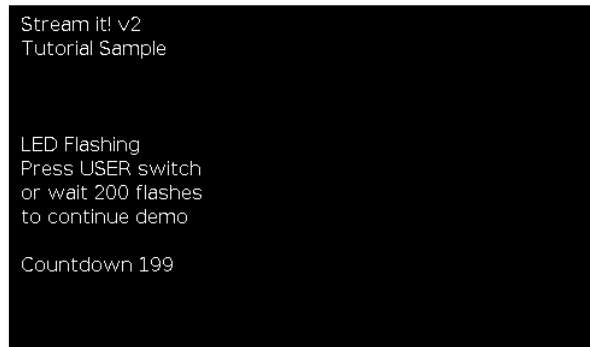 Stream it! v2
Tutorial Sample
LED Flashing
Press USER switch
or wait 200 flashes
to continue demo
Countdown 199